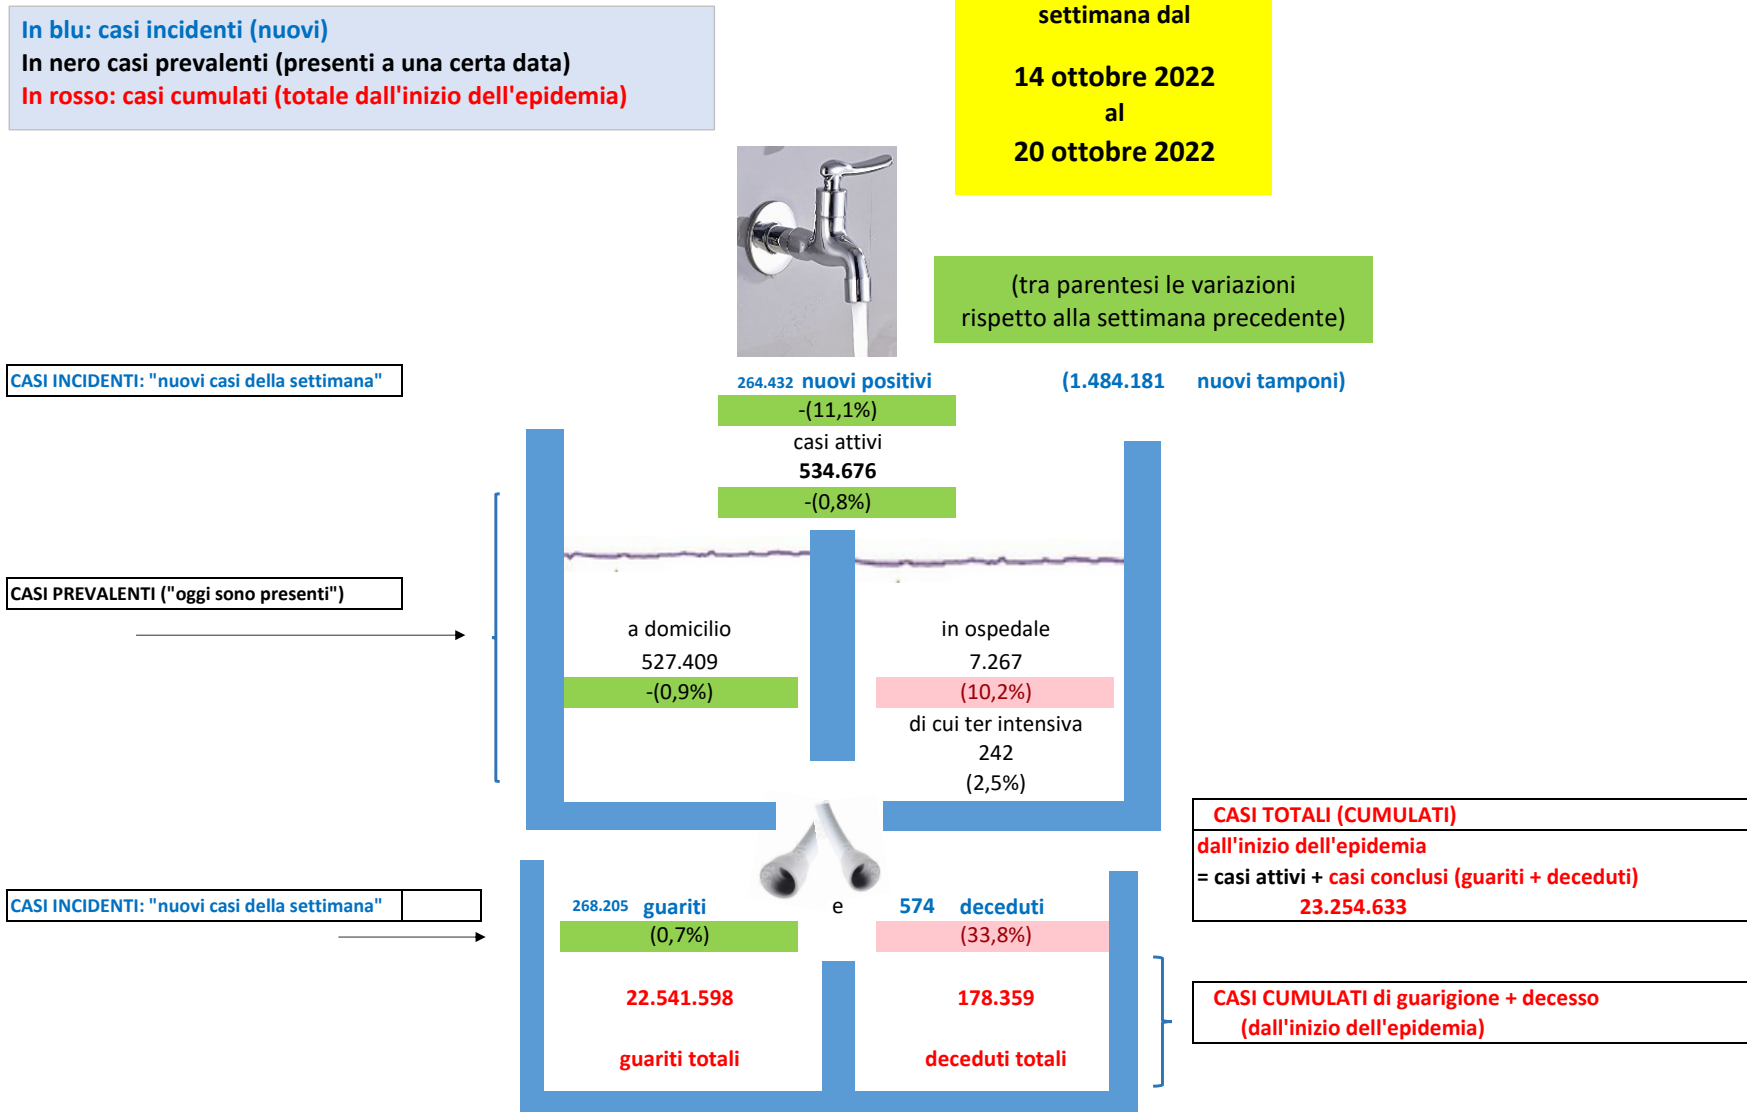 In blu: casi incidenti (nuovi)
In nero casi prevalenti (presenti a una certa data)
In rosso: casi cumulati (totale dall'inizio dell'epidemia)
settimana dal
14 ottobre 2022
al
20 ottobre 2022
(tra parentesi le variazioni
rispetto alla settimana precedente)
CASI INCIDENTI: "nuovi casi della settimana"
264.432 nuovi positivi
(1.484.181 nuovi tamponi)
-(11,1%)
casi attivi
534.676
-(0,8%)
CASI PREVALENTI ("oggi sono presenti")
a domicilio
527.409
-(0,9%)
in ospedale
7.267
(10,2%)
di cui ter intensiva
242
(2,5%)
CASI TOTALI (CUMULATI)
dall'inizio dell'epidemia
= casi attivi + casi conclusi (guariti + deceduti)
23.254.633
CASI INCIDENTI: "nuovi casi della settimana"
268.205 guariti
e
574 deceduti
(0,7%)
(33,8%)
22.541.598
guariti totali
178.359
deceduti totali
CASI CUMULATI di guarigione + decesso
(dall'inizio dell'epidemia)